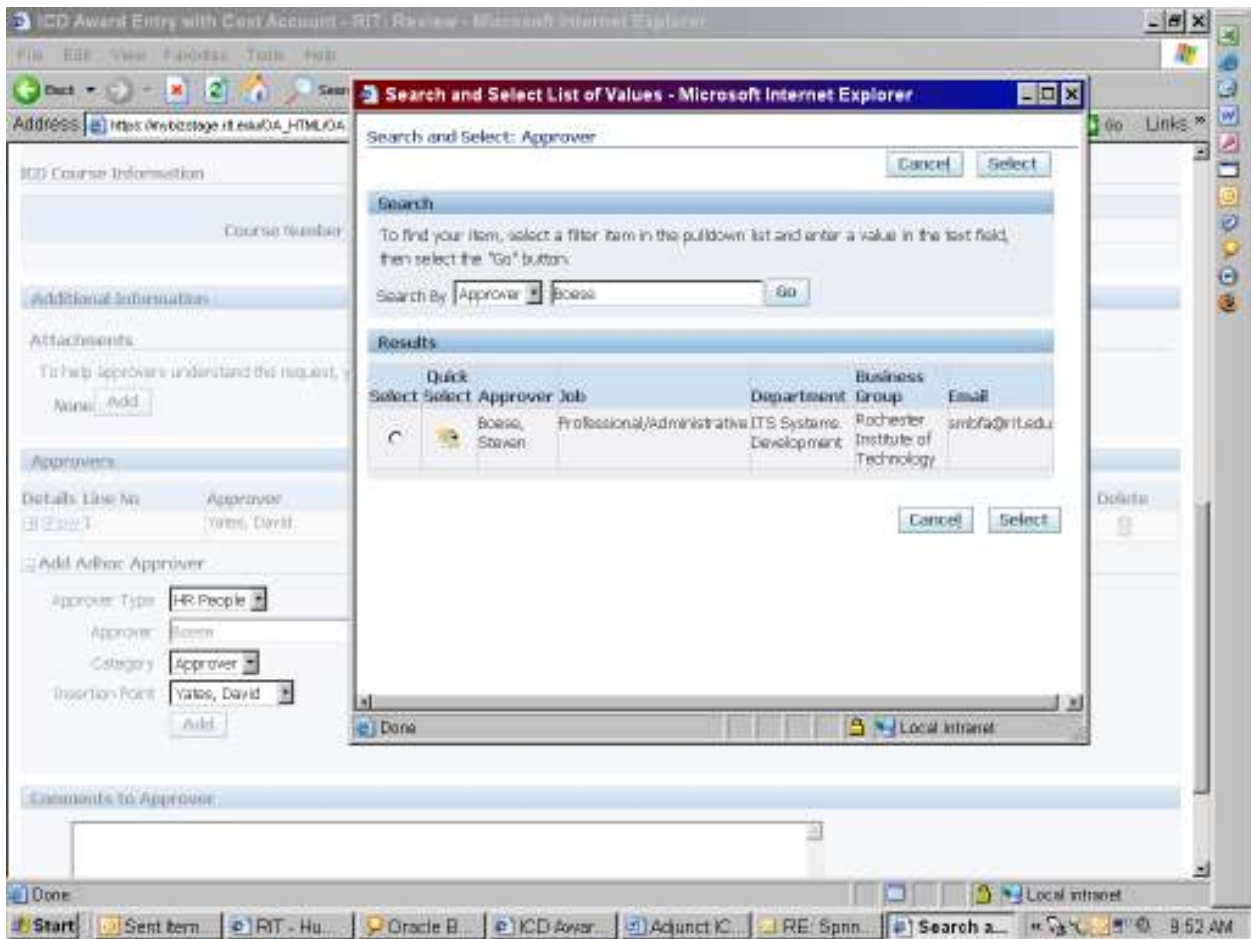 ICD Award Entry with Cost Account - RIT: Review - Microsoft Internet Explorer
File Edit View Favorites Tools Help
Back
Address
Go Links »
Search and Select List of Values - Microsoft Internet Explorer
Search and Select: Approver
Cancel Select
Search
To find your item, select a filter item in the pulldown list and enter a value in the text field,
then select the "Go" button.
Search By Approver Boese Go
Results
Select Quick Select Approver Job Department Business Group Email
Boese, Steven Professional/Administrative ITS Systems Development Rochester Institute of Technology smbfa@rit.edu
Cancel Select
Done Local intranet
ICD Course Information
Course Number
Additional Information
Attachments
To help approvers understand the request,
None Add
Approvers
Details Line No Approver Delete
1 Yates, David
Add Adhoc Approver
Approver Type HR People
Approver Boese
Category Approver
Insertion Point Yates, David
Add
Comments to Approver
Done Local intranet
Start Sent Item RIT - Hu... Oracle B... ICD Awar... Adjunct IC... RE: Sprin... Search a... « 9:52 AM